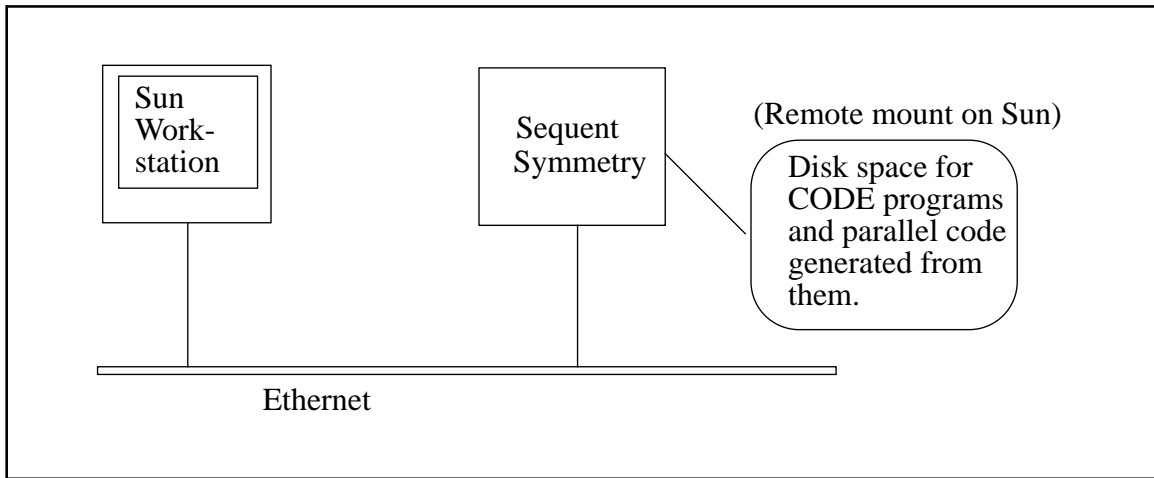 Sun
Work-
station
Sequent
Symmetry
(Remote mount on Sun)
Disk space for
CODE programs
and parallel code
generated from
them.
Ethernet